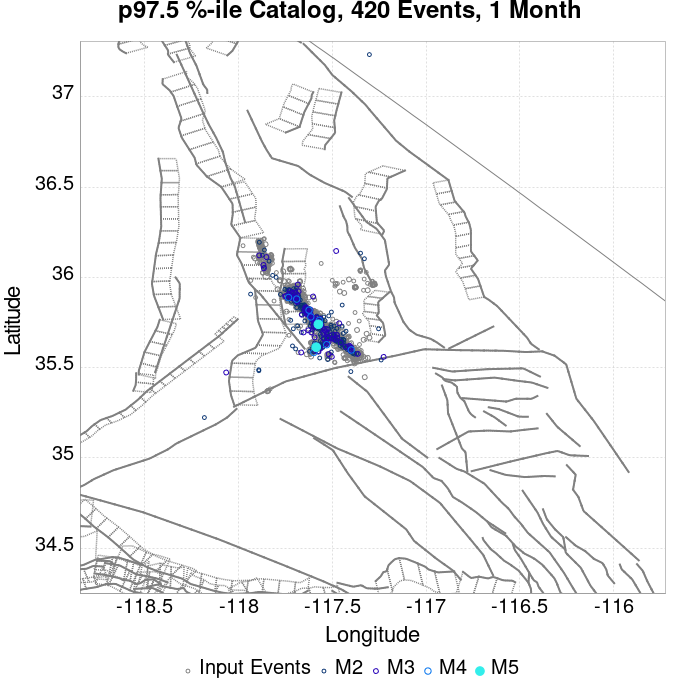 p97.5 %-ile Catalog, 420 Events, 1 Month
37
36.5
36
35.5
35
34.5
Latitude
-118.5 -118 -117.5 -117 -116.5 -116
Longitude
Input Events M2 M3 M4 M5